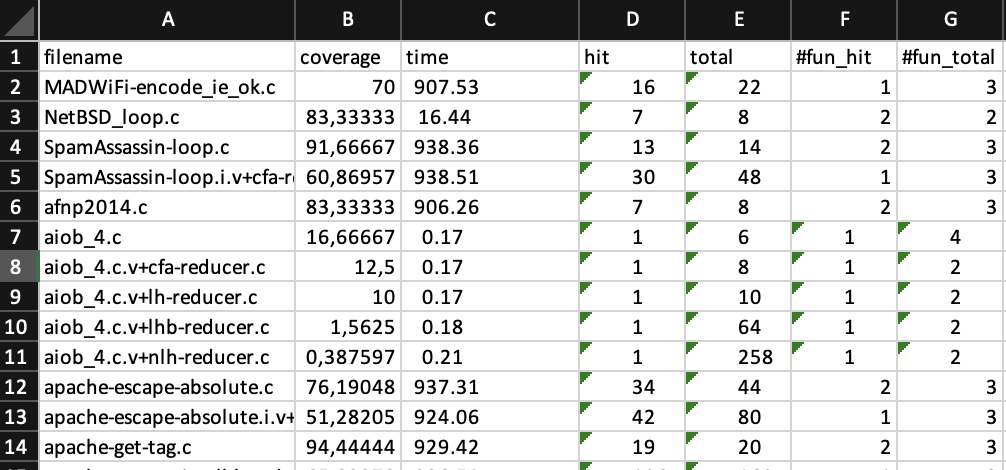 A B C D E F G
1 filename coverage time hit total #fun_hit #fun_total
2 MADWiFi-encode_ie_ok.c 70 907.53 16 22 1 3
3 NetBSD_loop.c 83,33333 16.44 7 8 2 2
4 SpamAssassin-loop.c 91,66667 938.36 13 14 2 3
5 SpamAssassin-loop.i.v+cfa-r 60,86957 938.51 30 48 1 3
6 afnp2014.c 83,33333 906.26 7 8 2 3
7 aiob_4.c 16,66667 0.17 1 6 1 4
8 aiob_4.c.v+cfa-reducer.c 12,5 0.17 1 8 1 2
9 aiob_4.c.v+lh-reducer.c 10 0.17 1 10 1 2
10 aiob_4.c.v+lhb-reducer.c 1,5625 0.18 1 64 1 2
11 aiob_4.c.v+nlh-reducer.c 0,387597 0.21 1 258 1 2
12 apache-escape-absolute.c 76,19048 937.31 34 44 2 3
13 apache-escape-absolute.i.v+ 51,28205 924.06 42 80 1 3
14 apache-get-tag.c 94,44444 929.42 19 20 2 3